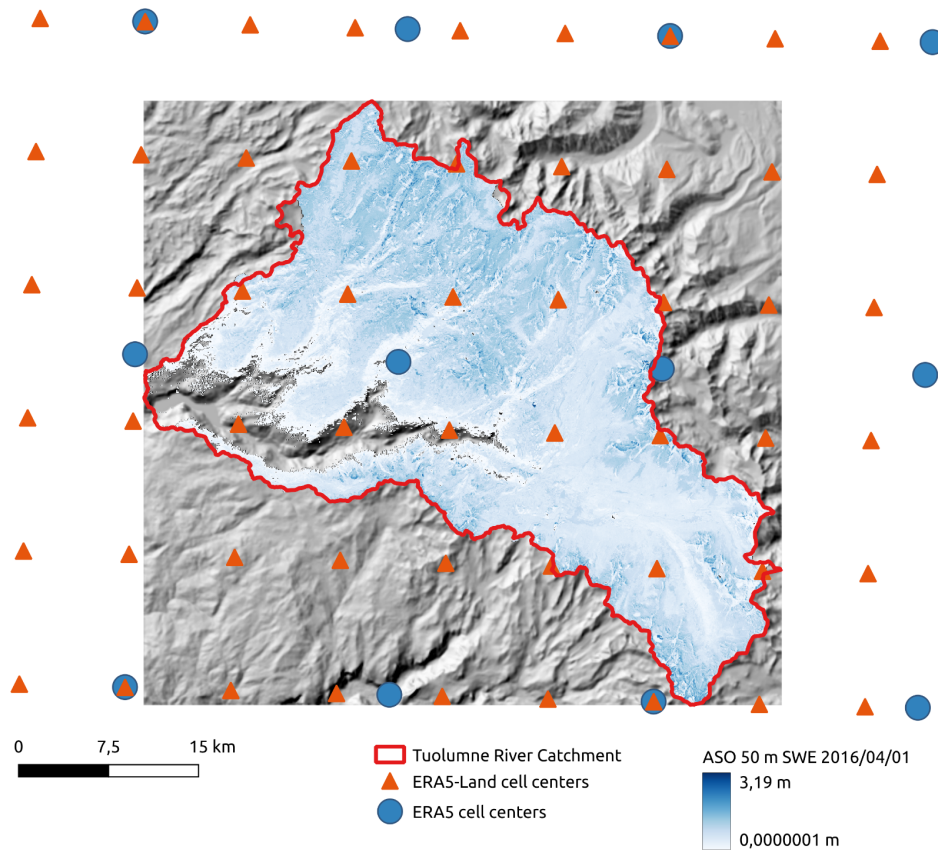 0 7,5 15 km
Tuolumne River Catchment
ERA5-Land cell centers
ERA5 cell centers
ASO 50 m SWE 2016/04/01
3,19 m
0,0000001 m